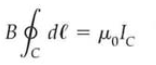 B∮_C dℓ = μ₀I_C